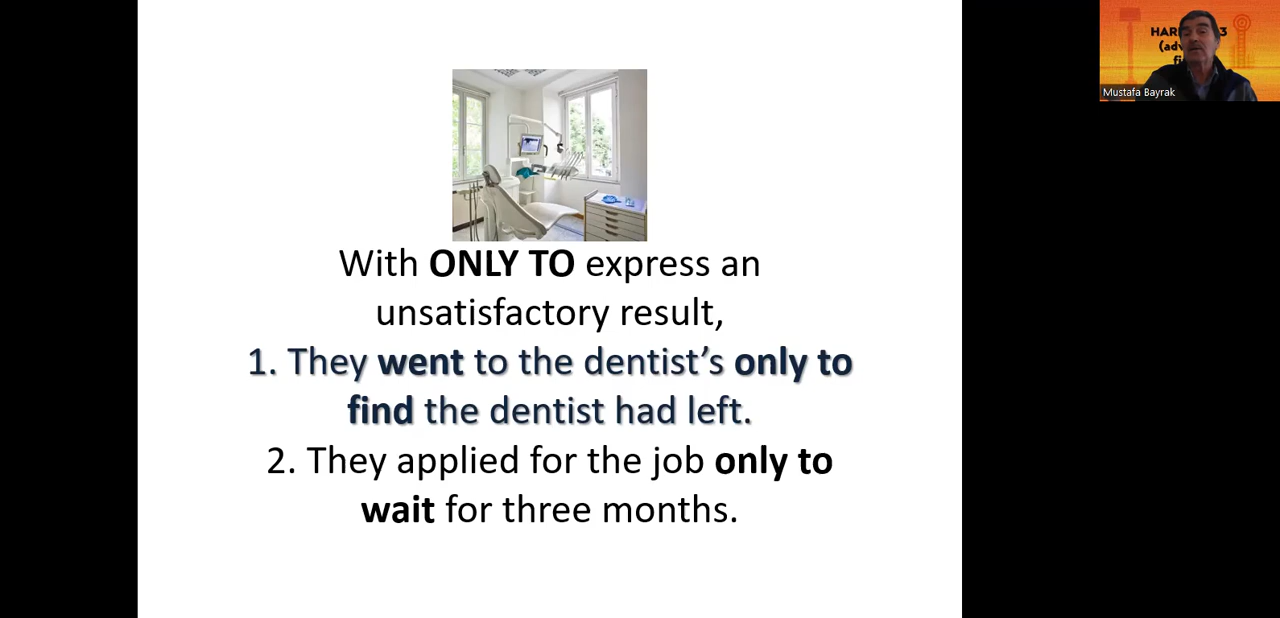 With ONLY TO express an
unsatisfactory result,
1. They went to the dentist’s only to
find the dentist had left.
2. They applied for the job only to
wait for three months.
Mustafa Bayrak